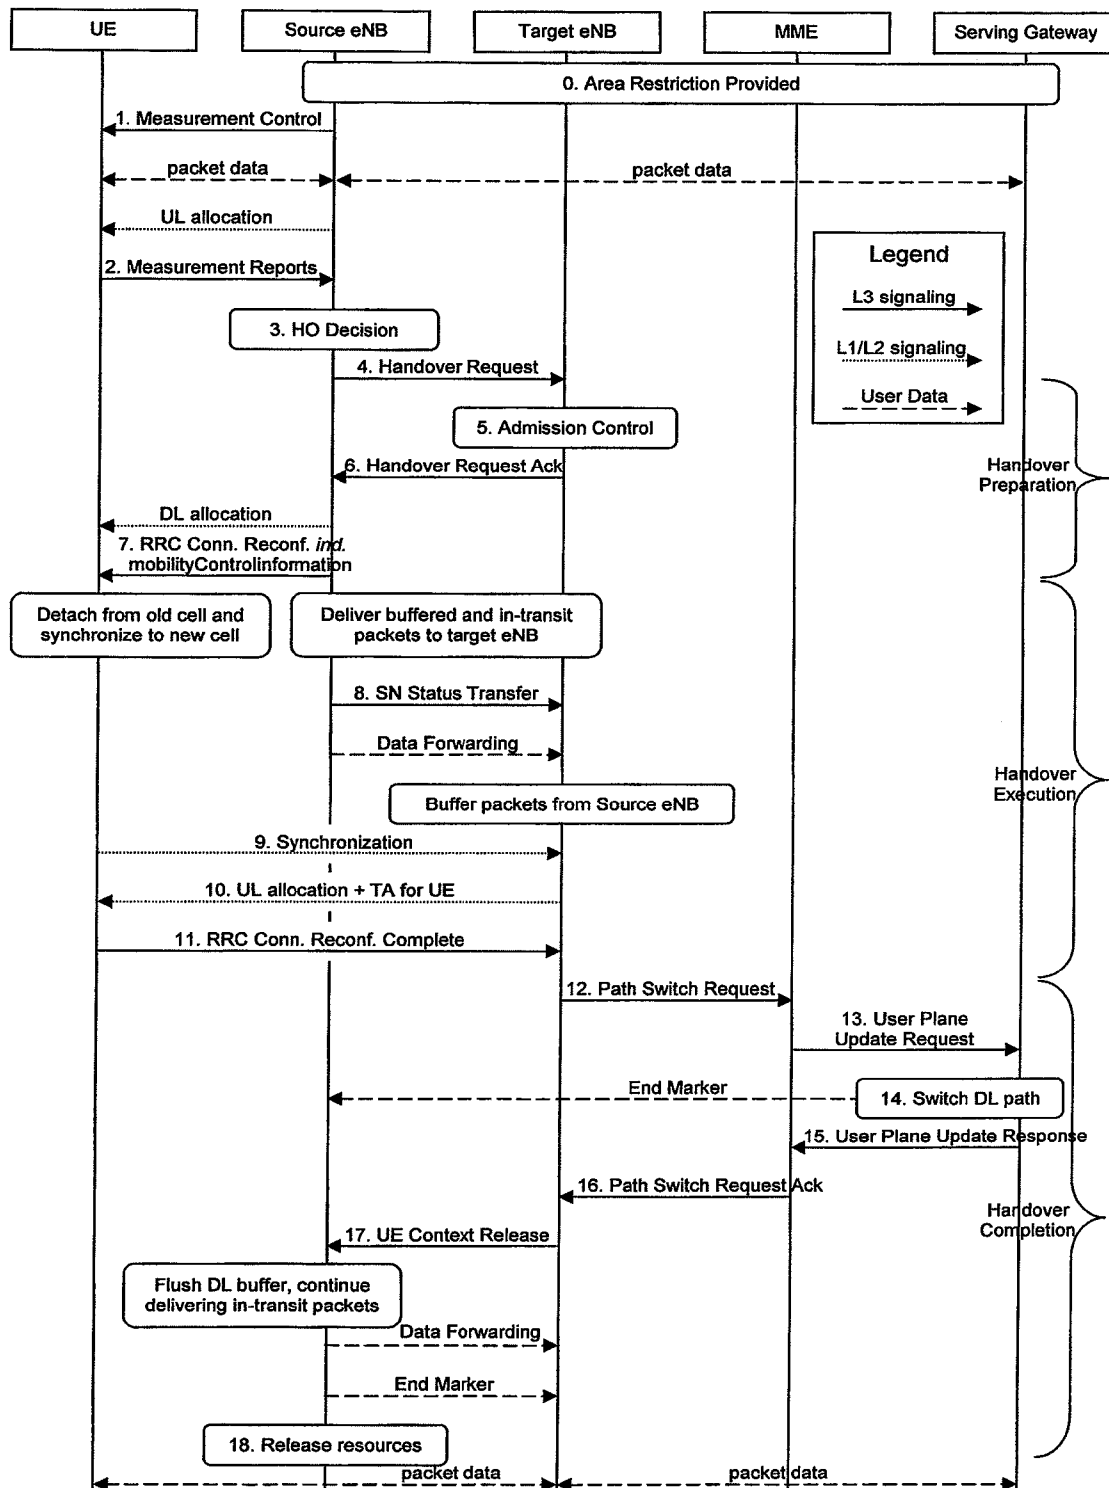 UE
Source eNB
Target eNB
MME
Serving Gateway
0. Area Restriction Provided
1. Measurement Control
packet data
packet data
UL allocation
2. Measurement Reports
Legend
L3 signaling
L1/L2 signaling
User Data
3. HO Decision
4. Handover Request
5. Admission Control
6. Handover Request Ack
Handover
Preparation
DL allocation
7. RRC Conn. Reconf. ind.
mobilityControlinformation
Detach from old cell and
synchronize to new cell
Deliver buffered and in-transit
packets to target eNB
8. SN Status Transfer
Data Forwarding
Handover
Execution
Buffer packets from Source eNB
9. Synchronization
10. UL allocation + TA for UE
11. RRC Conn. Reconf. Complete
12. Path Switch Request
13. User Plane
Update Request
End Marker
14. Switch DL path
15. User Plane Update Response
16. Path Switch Request Ack
Handover
Completion
17. UE Context Release
Flush DL buffer, continue
delivering in-transit packets
Data Forwarding
End Marker
18. Release resources
packet data
packet data